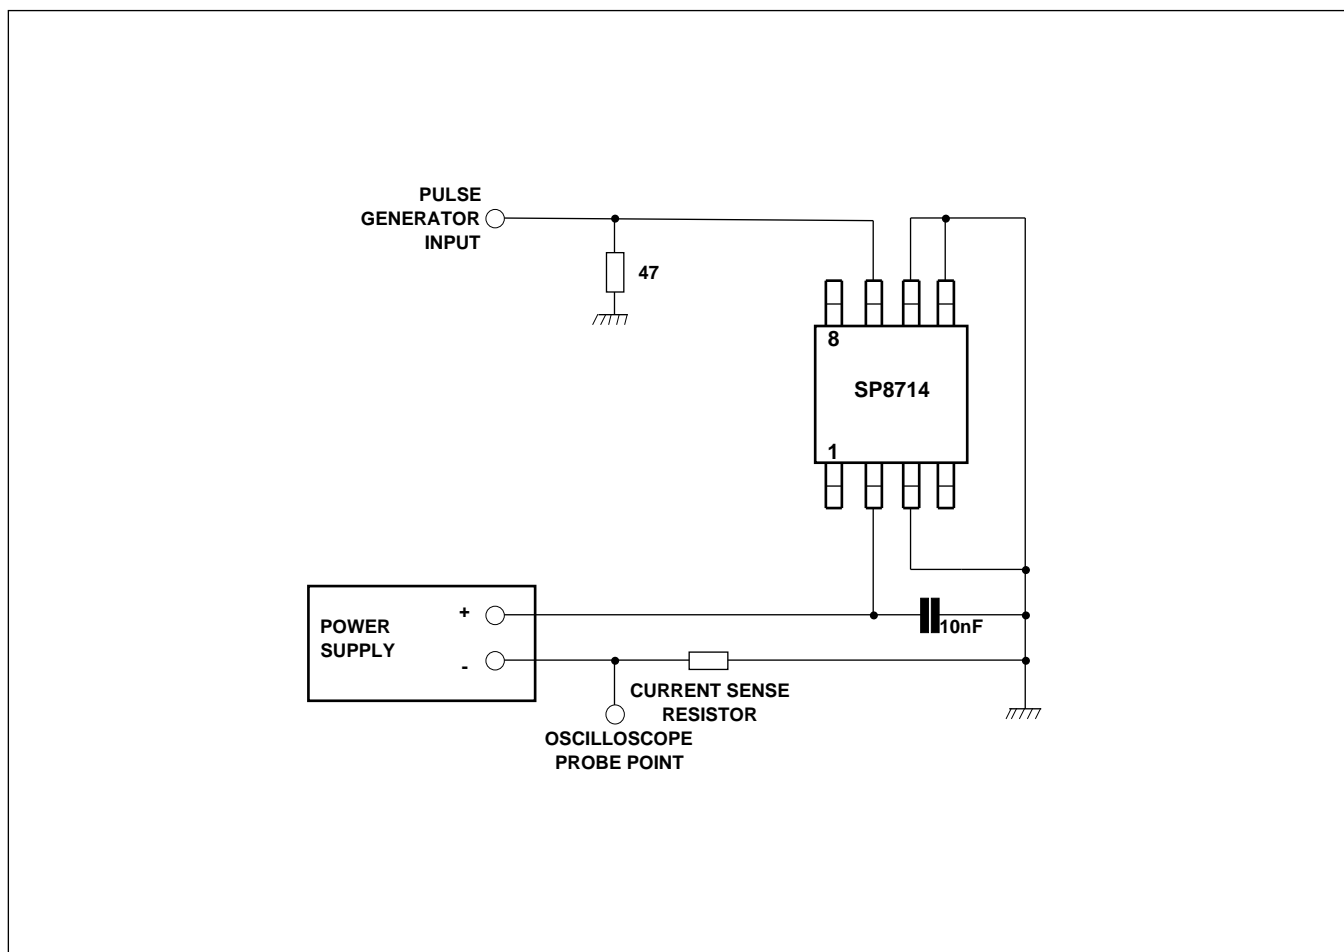 PULSE
GENERATOR
INPUT
47
8
SP8714
1
POWER
SUPPLY
+
-
10nF
CURRENT SENSE
RESISTOR
OSCILLOSCOPE
PROBE POINT